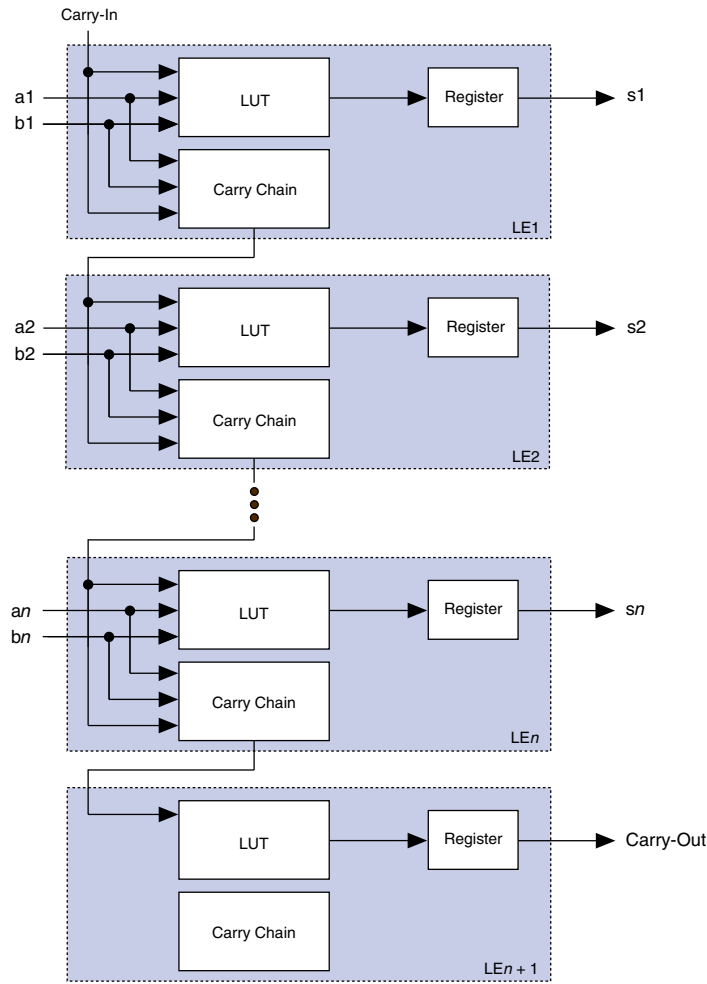 Carry-In
a1
b1
LUT
Register
s1
Carry Chain
LE1
a2
b2
LUT
Register
s2
Carry Chain
LE2
an
bn
LUT
Register
sn
Carry Chain
LEn
LUT
Register
Carry-Out
Carry Chain
LEn + 1